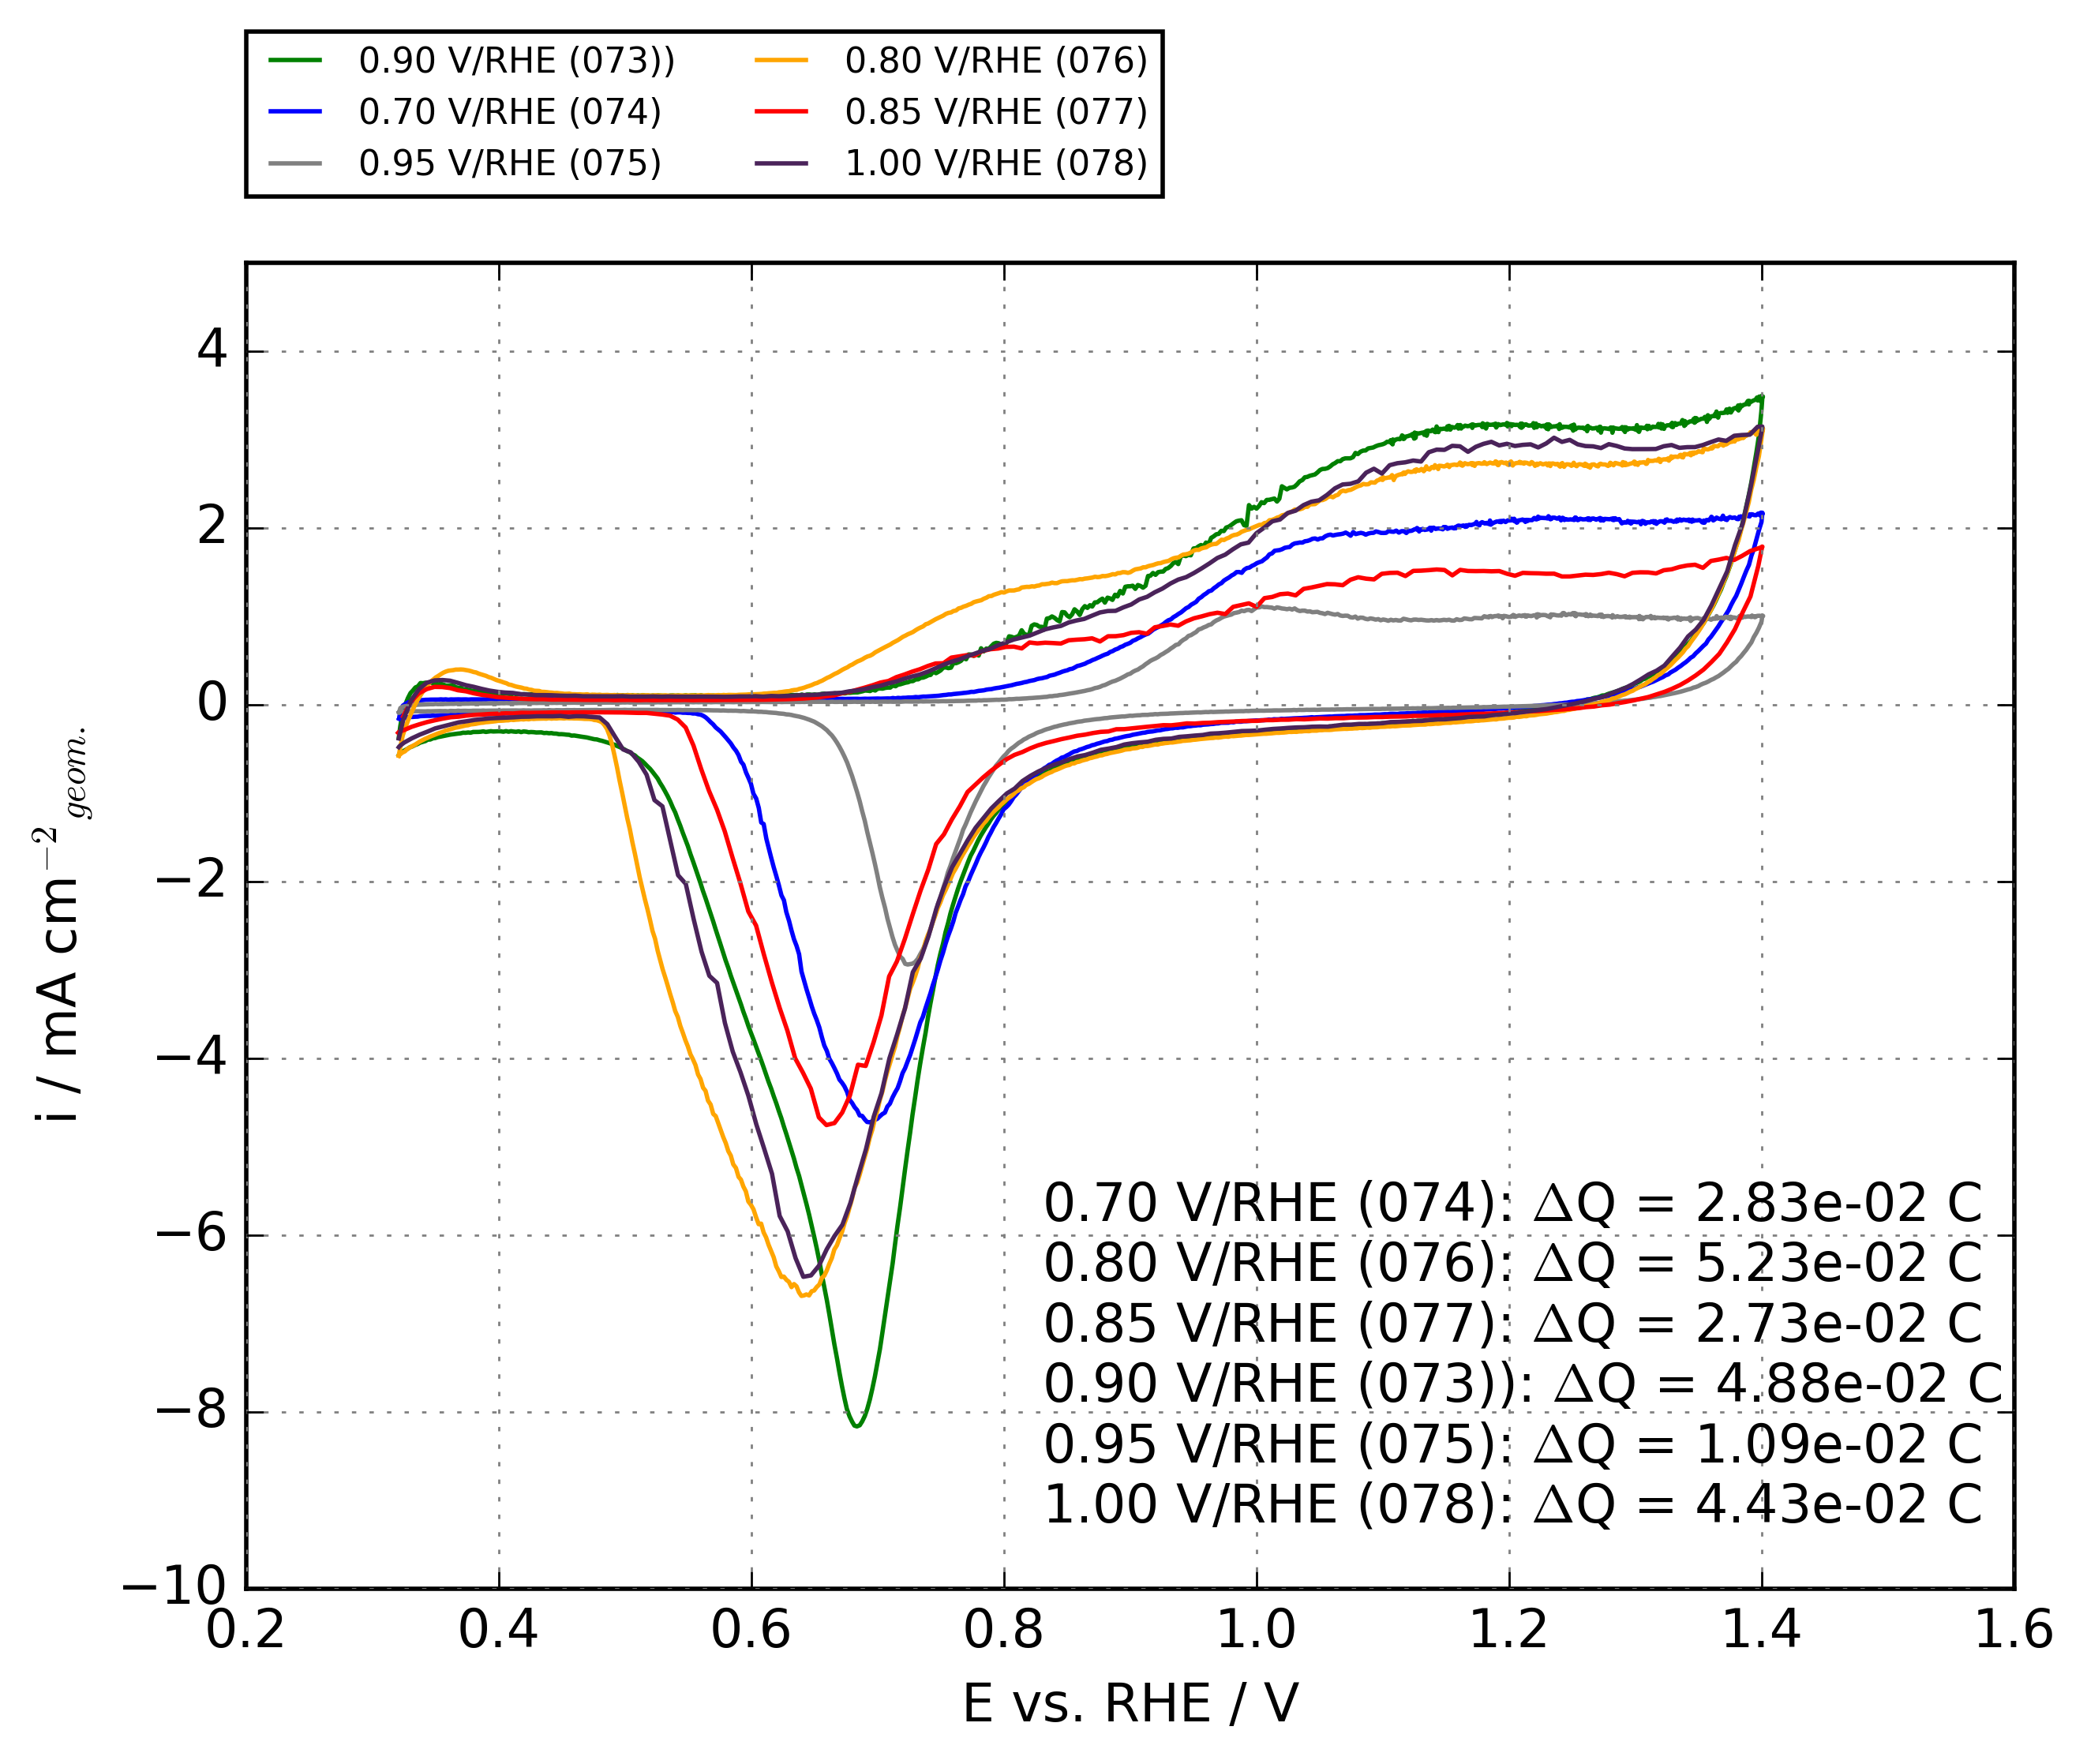 0.90 V/RHE (073))
0.70 V/RHE (074)
0.95 V/RHE (075)
0.80 V/RHE (076)
0.85 V/RHE (077)
1.00 V/RHE (078)
i / mA cm⁻² geom.
4
2
0
−2
−4
−6
−8
−10
0.70 V/RHE (074): ΔQ = 2.83e-02 C
0.80 V/RHE (076): ΔQ = 5.23e-02 C
0.85 V/RHE (077): ΔQ = 2.73e-02 C
0.90 V/RHE (073)): ΔQ = 4.88e-02 C
0.95 V/RHE (075): ΔQ = 1.09e-02 C
1.00 V/RHE (078): ΔQ = 4.43e-02 C
0.2 0.4 0.6 0.8 1.0 1.2 1.4 1.6
E vs. RHE / V